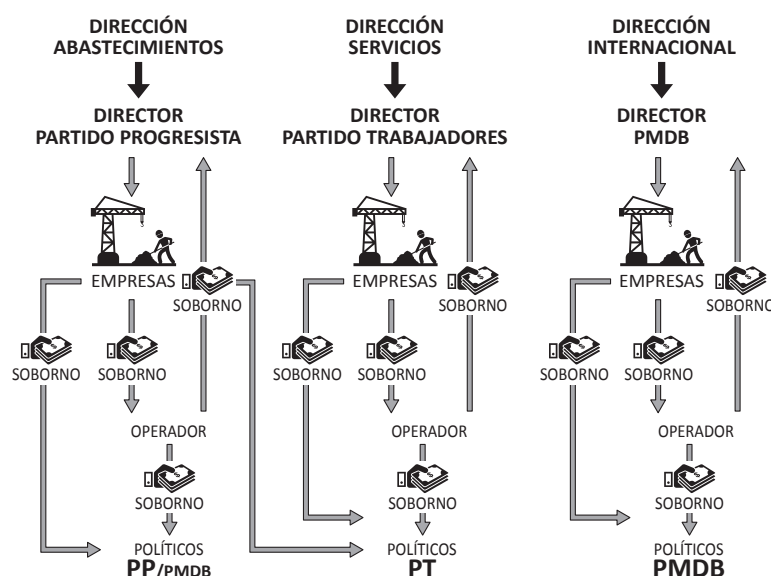 DIRECCIÓN
ABASTECIMIENTOS
DIRECTOR
PARTIDO PROGRESISTA
EMPRESAS
SOBORNO
SOBORNO
SOBORNO
OPERADOR
SOBORNO
POLÍTICOS
PP/PMDB
DIRECCIÓN
SERVICIOS
DIRECTOR
PARTIDO TRABAJADORES
EMPRESAS
SOBORNO
SOBORNO
SOBORNO
OPERADOR
SOBORNO
POLÍTICOS
PT
DIRECCIÓN
INTERNACIONAL
DIRECTOR
PMDB
EMPRESAS
SOBORNO
SOBORNO
SOBORNO
OPERADOR
SOBORNO
POLÍTICOS
PMDB